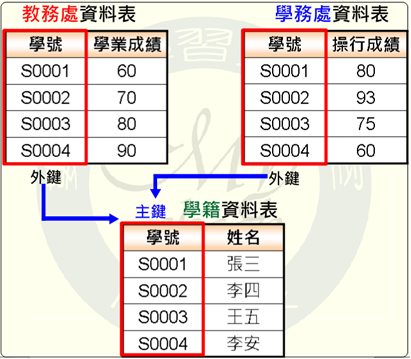 教務處資料表
學號 學業成績
S0001 60
S0002 70
S0003 80
S0004 90
外鍵
學務處資料表
學號 操行成績
S0001 80
S0002 93
S0003 75
S0004 60
外鍵
主鍵 學籍資料表
學號 姓名
S0001 張三
S0002 李四
S0003 王五
S0004 李安